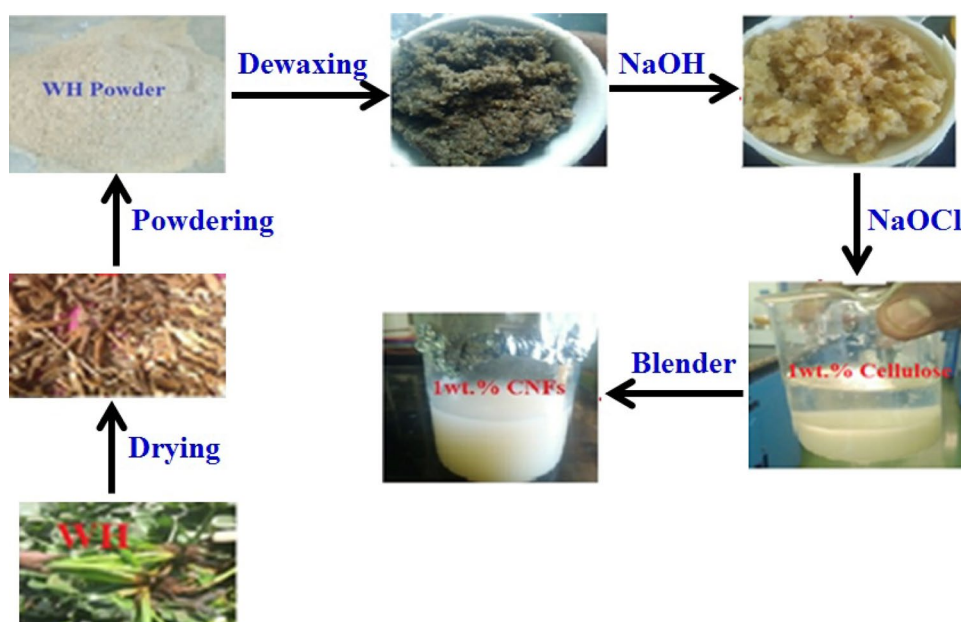 WH Powder
Dewaxing
NaOH
Powdering
NaOCl
1wt.% CNFs
Blender
1wt.% Cellulose
Drying
WH